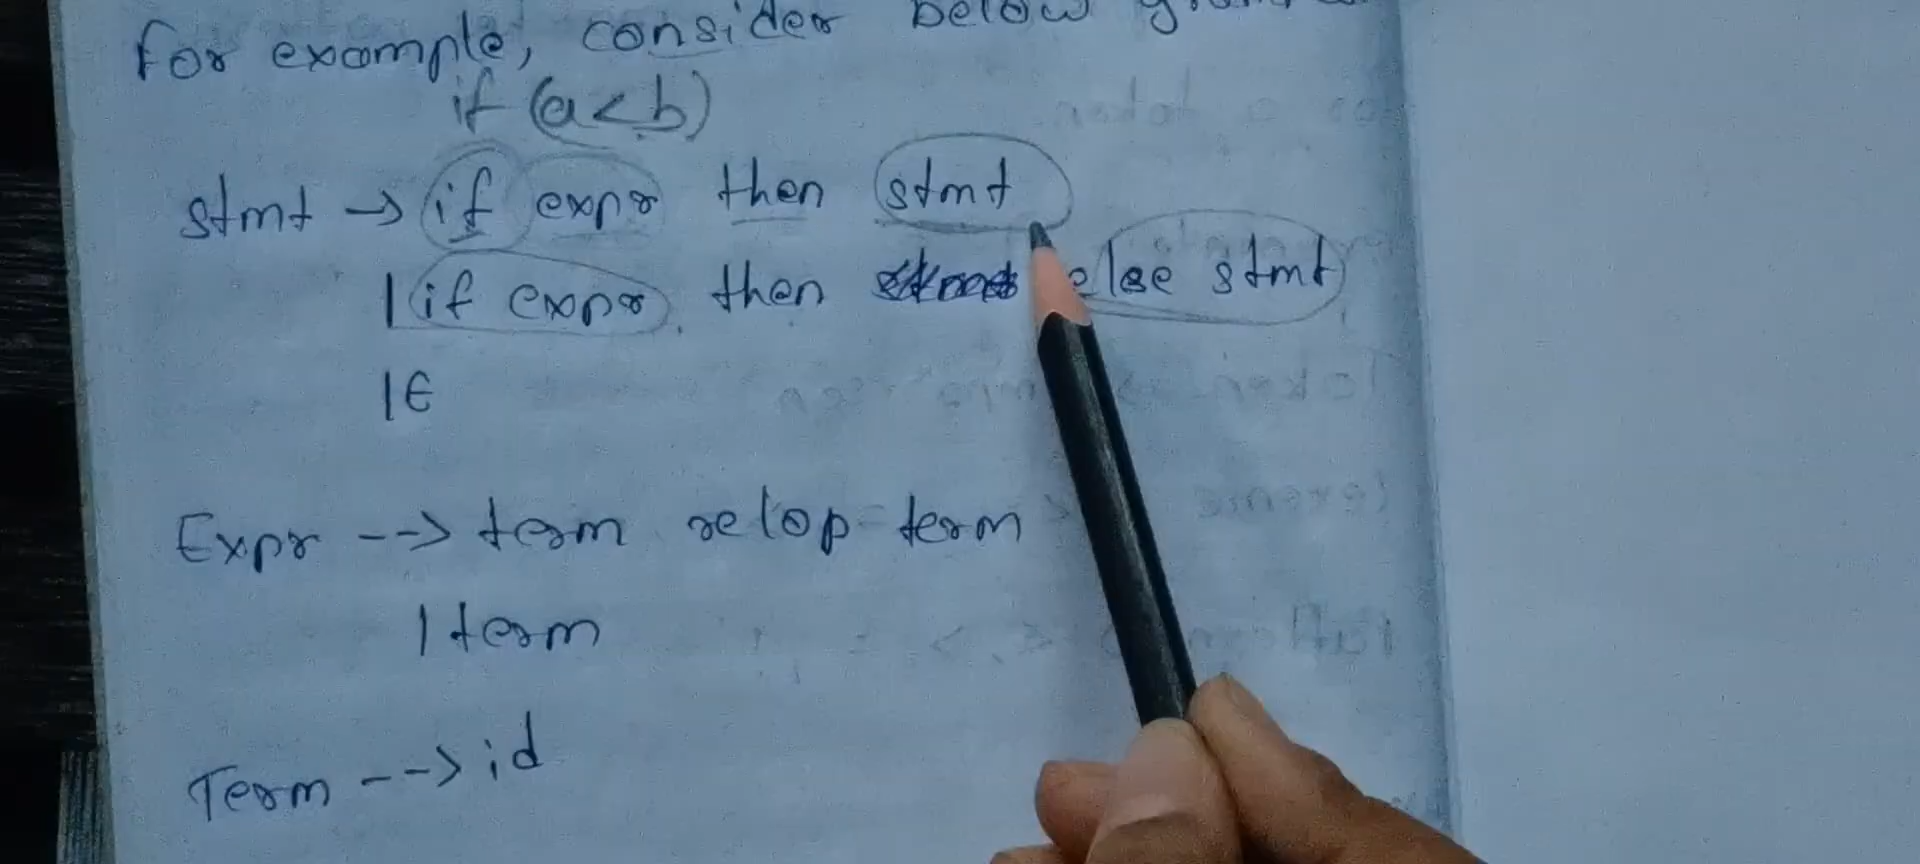 For example, consider below
if (a<b)
stmt → if expr then stmt
| if expr then else stmt
| ϵ
Expr --> term relop term
| term
Term --> id